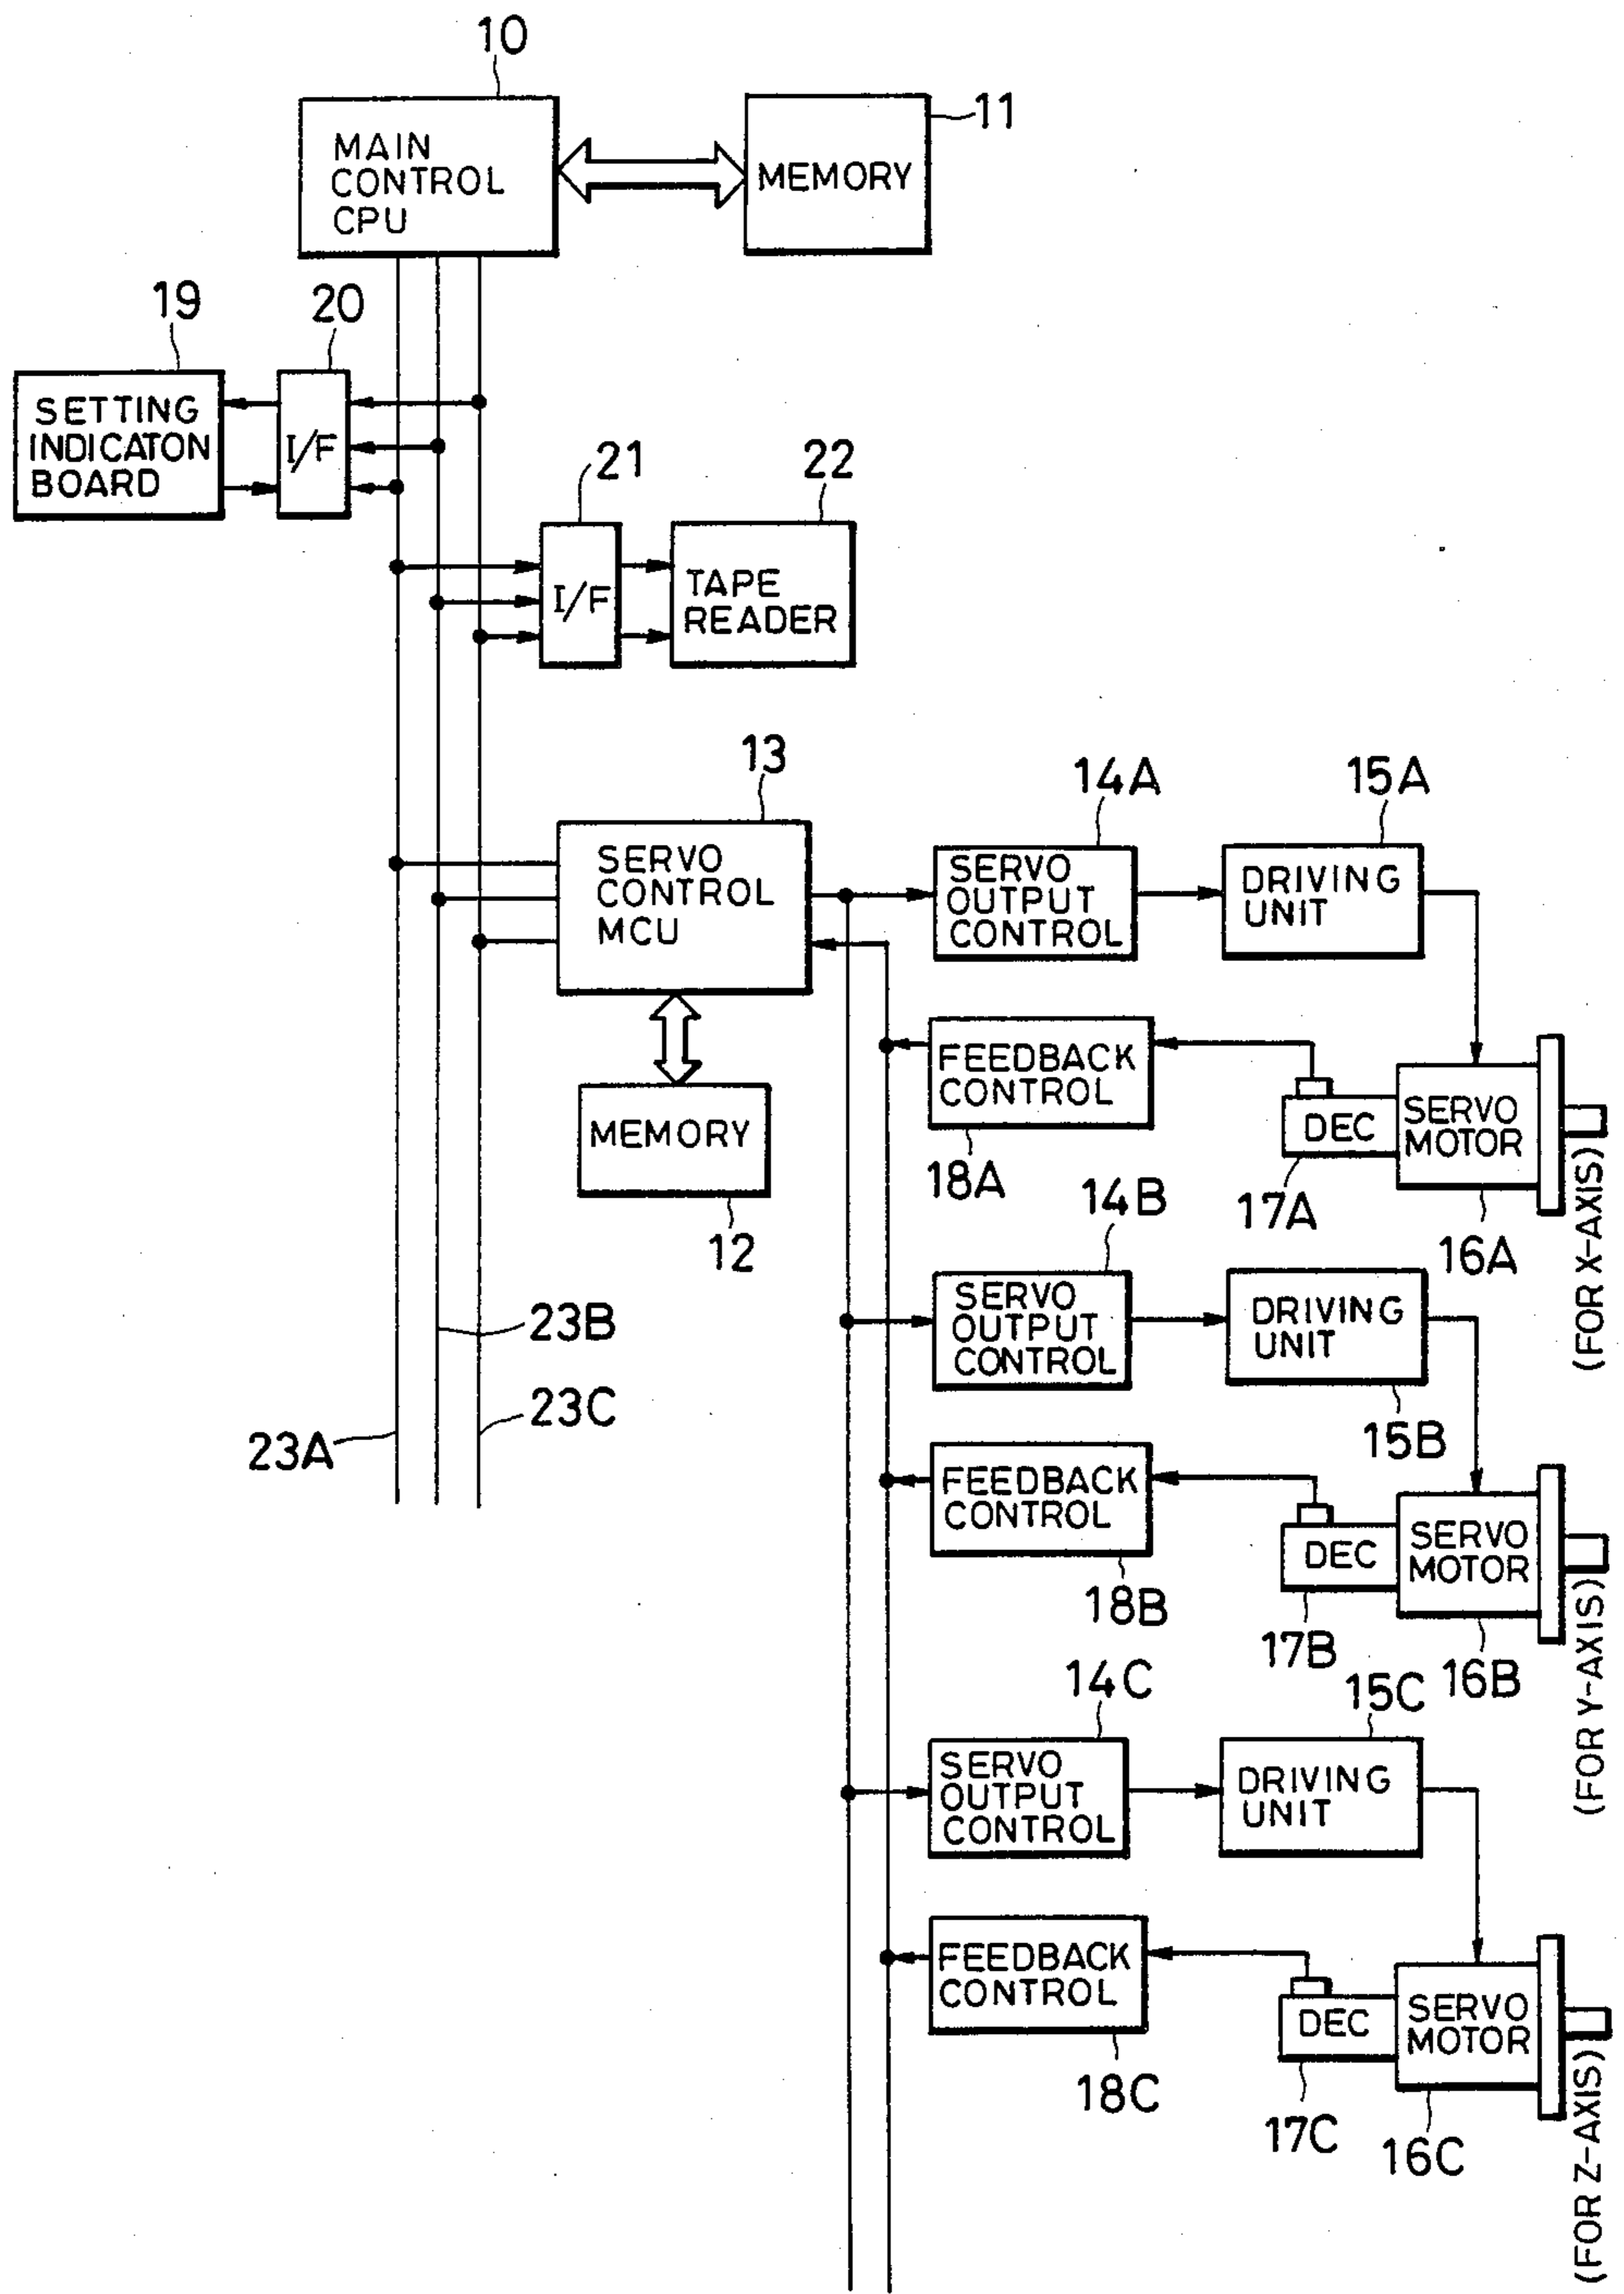 10
MAIN
CONTROL
CPU
11
MEMORY
19
SETTING
INDICATON
BOARD
20
I/F
21
I/F
22
TAPE
READER
13
SERVO
CONTROL
MCU
MEMORY
12
14A
SERVO
OUTPUT
CONTROL
15A
DRIVING
UNIT
FEEDBACK
CONTROL
18A
DEC
17A
SERVO
MOTOR
16A
(FOR X-AXIS)
14B
SERVO
OUTPUT
CONTROL
DRIVING
UNIT
15B
23B
23C
23A
FEEDBACK
CONTROL
18B
DEC
17B
SERVO
MOTOR
16B
(FOR Y-AXIS)
14C
SERVO
OUTPUT
CONTROL
15C
DRIVING
UNIT
FEEDBACK
CONTROL
18C
DEC
17C
SERVO
MOTOR
16C
(FOR Z-AXIS)